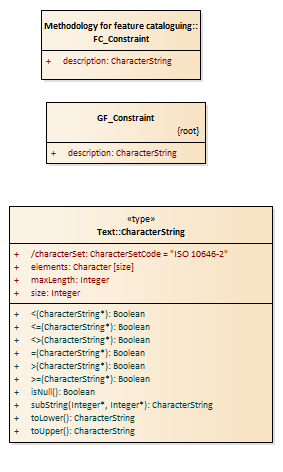 Methodology for feature cataloguing::
FC_Constraint
+ description: CharacterString
GF_Constraint
{root}
+ description: CharacterString
«type»
Text::CharacterString
+ /characterSet: CharacterSetCode = "ISO 10646-2"
+ elements: Character [size]
+ maxLength: Integer
+ size: Integer
+ <(CharacterString*): Boolean
+ <=(CharacterString*): Boolean
+ <>(CharacterString*): Boolean
+ =(CharacterString*): Boolean
+ >(CharacterString*): Boolean
+ >=(CharacterString*): Boolean
+ isNull(): Boolean
+ subString(Integer*, Integer*): CharacterString
+ toLower(): CharacterString
+ toUpper(): CharacterString